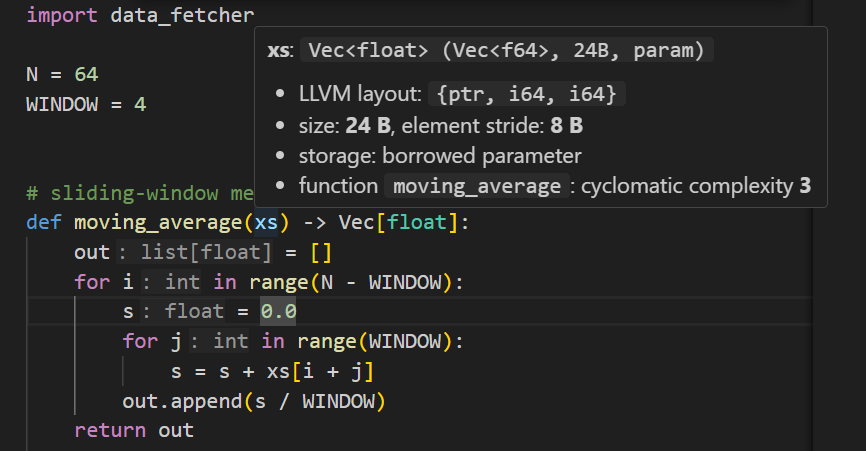 import data_fetcher
xs: Vec<float> (Vec<f64>, 24B, param)
N = 64
• LLVM layout: {ptr, i64, i64}
WINDOW = 4
• size: 24 B, element stride: 8 B
• storage: borrowed parameter
• function moving_average: cyclomatic complexity 3
# sliding-window me
def moving_average(xs) -> Vec[float]:
out: list[float] = []
for i: int in range(N - WINDOW):
s: float = 0.0
for j: int in range(WINDOW):
s = s + xs[i + j]
out.append(s / WINDOW)
return out